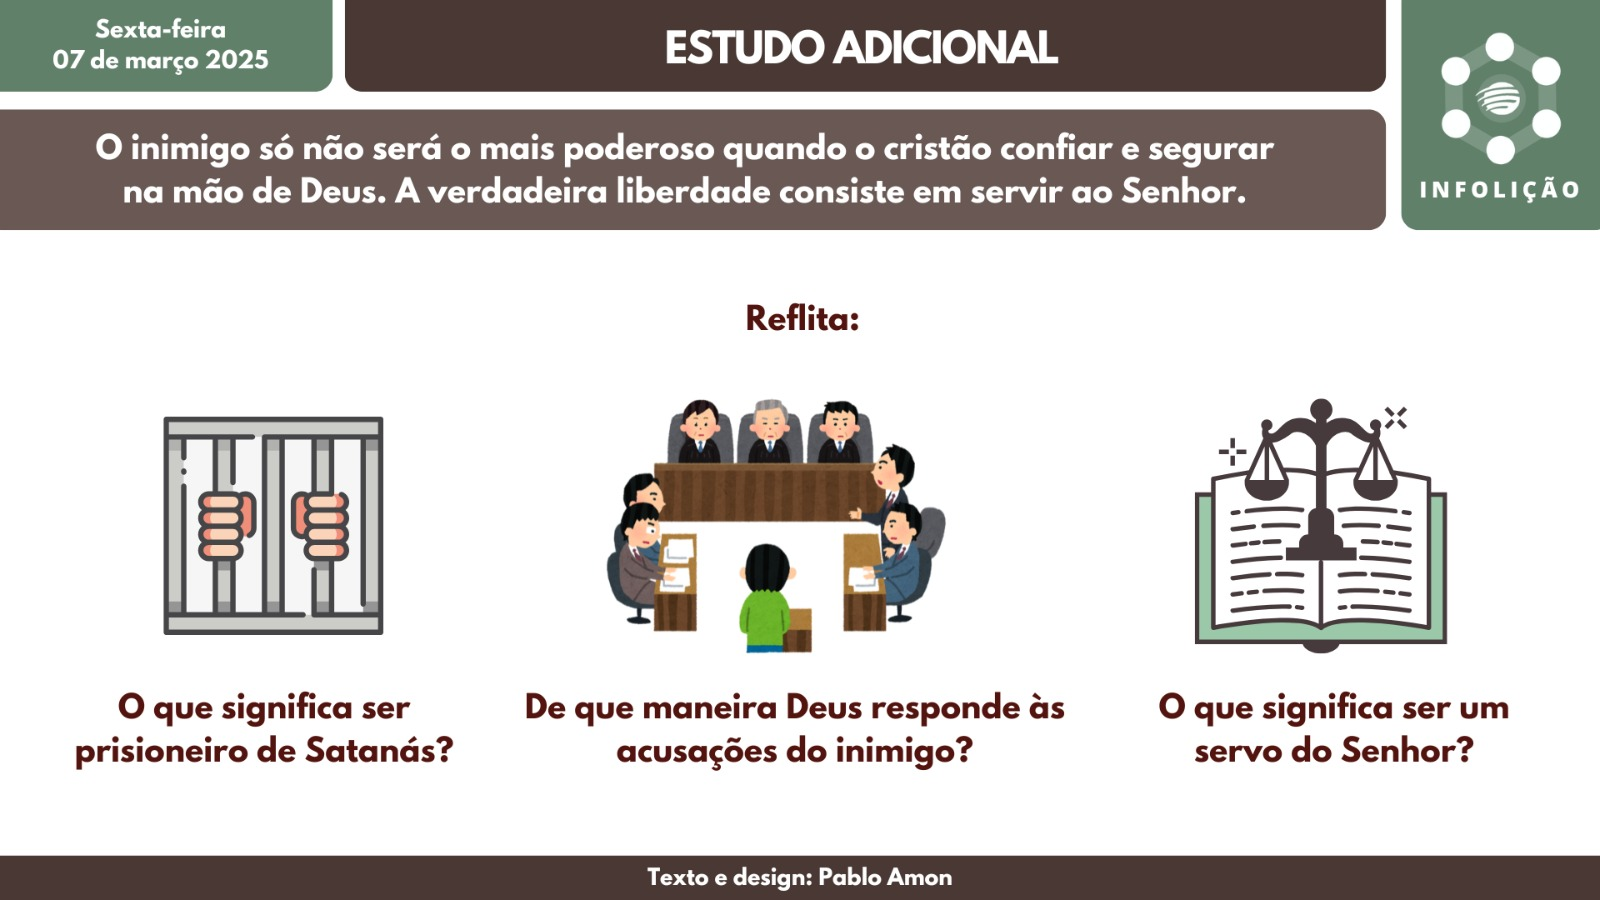 Sexta-feira
07 de março 2025
ESTUDO ADICIONAL
O inimigo só não será o mais poderoso quando o cristão confiar e segurar
na mão de Deus. A verdadeira liberdade consiste em servir ao Senhor.
INFOLIÇÃO
Reflita:
O que significa ser
prisioneiro de Satanás?
De que maneira Deus responde às
acusações do inimigo?
O que significa ser um
servo do Senhor?
Texto e design: Pablo Amon